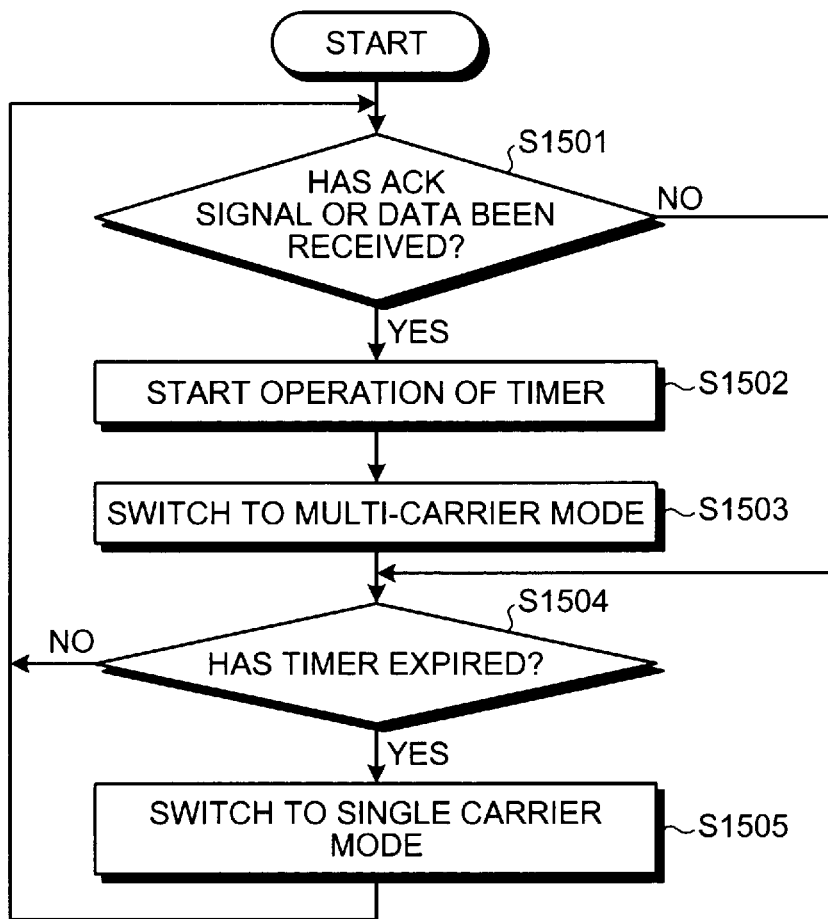 START
S1501
HAS ACK
SIGNAL OR DATA BEEN
RECEIVED?
NO
YES
START OPERATION OF TIMER
S1502
SWITCH TO MULTI-CARRIER MODE
S1503
S1504
NO
HAS TIMER EXPIRED?
YES
SWITCH TO SINGLE CARRIER
MODE
S1505